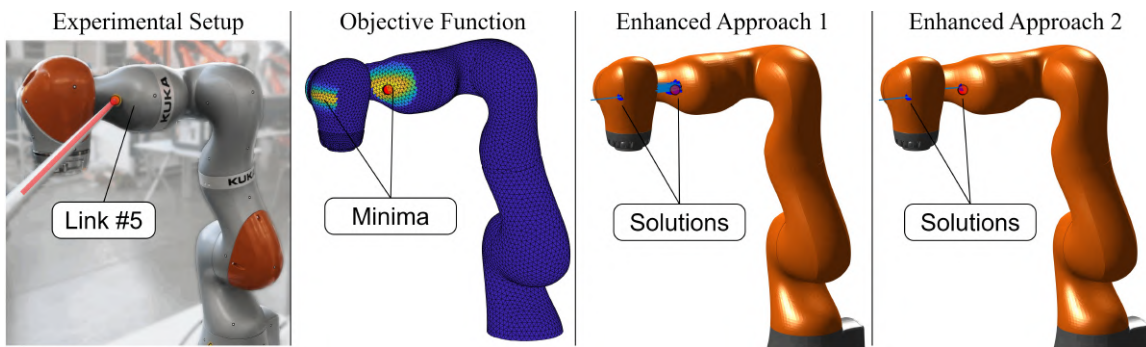 Experimental Setup
Objective Function
Enhanced Approach 1
Enhanced Approach 2
KUKA
KUKA
Link #5
Minima
Solutions
Solutions